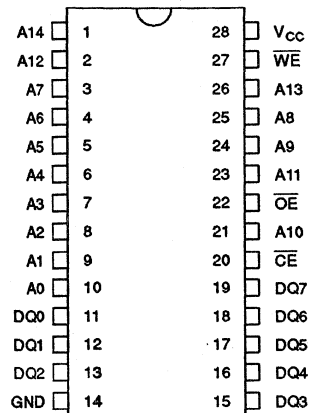 A14 1 28 VCC
A12 2 27 WE
A7 3 26 A13
A6 4 25 A8
A5 5 24 A9
A4 6 23 A11
A3 7 22 OE
A2 8 21 A10
A1 9 20 CE
A0 10 19 DQ7
DQ0 11 18 DQ6
DQ1 12 17 DQ5
DQ2 13 16 DQ4
GND 14 15 DQ3